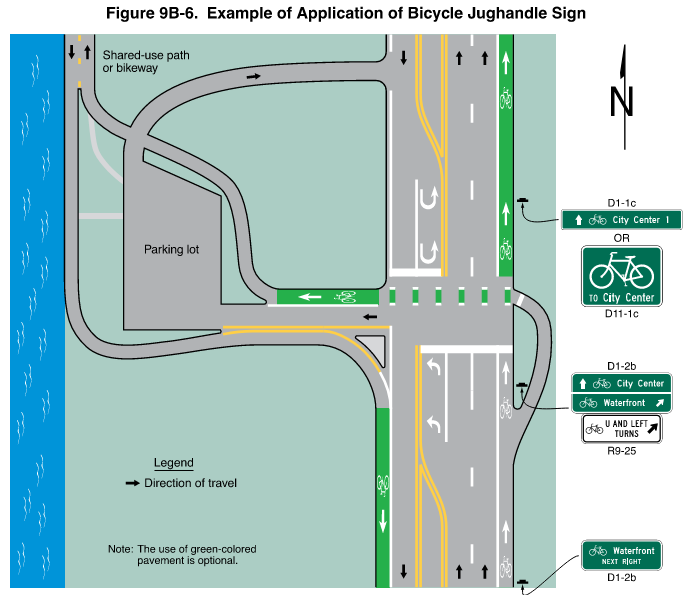 Figure 9B-6. Example of Application of Bicycle Jughandle Sign
Shared-use path
or bikeway
N
D1-1c
City Center 1
OR
TO City Center
D11-1c
Parking lot
D1-2b
City Center
Waterfront
U AND LEFT
TURNS
R9-25
Legend
Direction of travel
Note: The use of green-colored
pavement is optional.
Waterfront
NEXT RIGHT
D1-2b